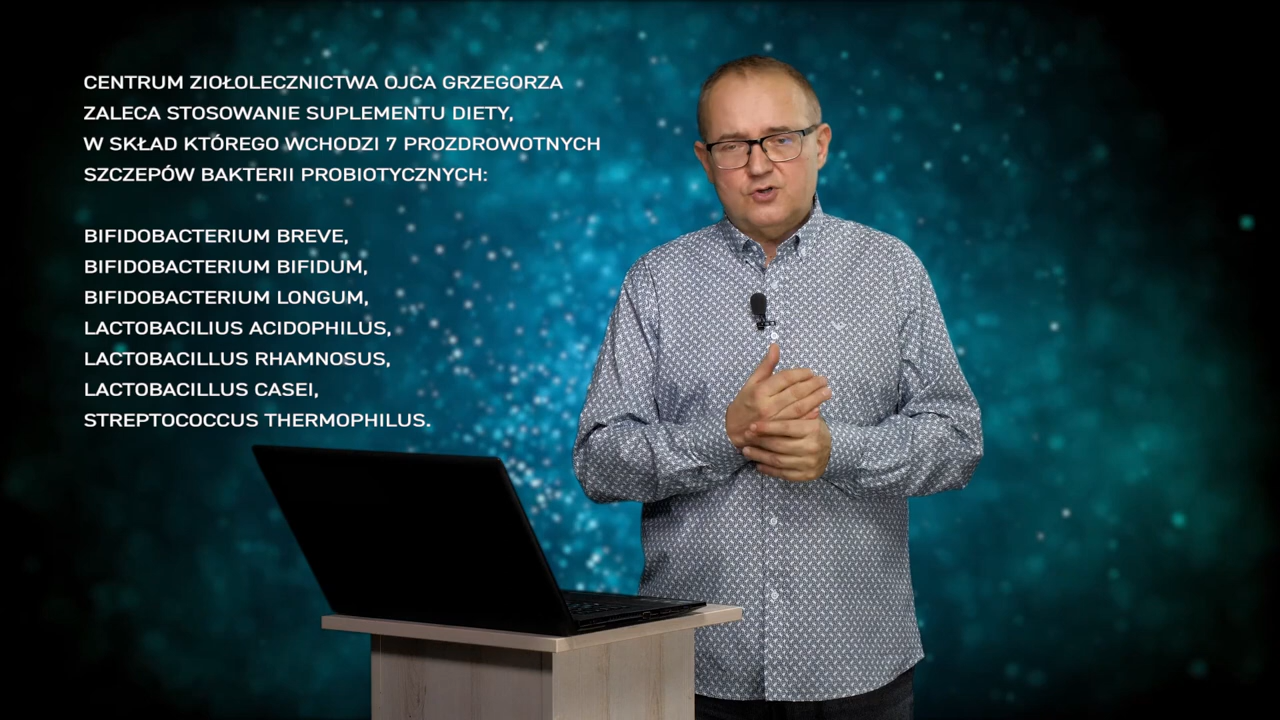 CENTRUM ZIOŁOLECZNICTWA OJCA GRZEGORZA
ZALECA STOSOWANIE SUPLEMENTU DIETY,
W SKŁAD KTÓREGO WCHODZI 7 PROZDROWOTNYCH
SZCZEPÓW BAKTERII PROBIOTYCZNYCH:
BIFIDOBACTERIUM BREVE,
BIFIDOBACTERIUM BIFIDUM,
BIFIDOBACTERIUM LONGUM,
LACTOBACILIUS ACIDOPHILUS,
LACTOBACILLUS RHAMNOSUS,
LACTOBACILLUS CASEI,
STREPTOCOCCUS THERMOPHILUS.